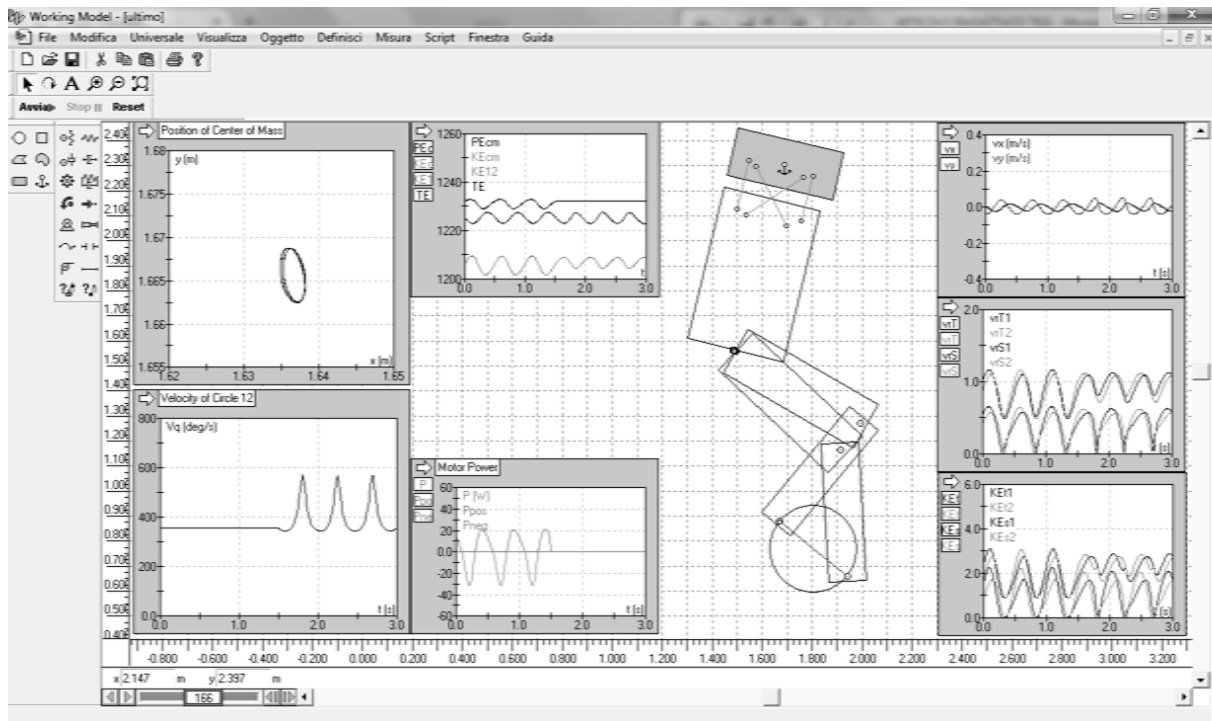 Working Model - [ultimo]
File Modifica Universale Visualizza Oggetto Definisci Misura Script Finestra Guida
Avvia Stop Reset
Position of Center of Mass
y (m)
1.68
1.675
1.67
1.665
1.66
1.655
x (m)
1.62 1.63 1.64 1.65
Velocity of Circle 12
Vq (deg/s)
800
600
400
200
0.0
t (s)
0.0 1.0 2.0 3.0
PEcm
KEcm
KE12
TE
1260
1240
1220
1200
t
0.0 1.0 2.0 3.0
KE1
TE
Motor Power
P (W)
Ppos
Pneg
60
40
20
0.0
-20
-40
-60
t (s)
0.0 1.0 2.0 3.0
P
vx
vx (m/s)
vy (m/s)
0.4
0.2
0.0
-0.2
-0.4
t (s)
0.0 1.0 2.0 3.0
vrT1
vrT2
vrS1
vrS2
2.0
1.0
0.0
t (s)
0.0 1.0 2.0 3.0
KEt1
KEt2
KEs1
KEs2
6.0
4.0
2.0
0.0
t (s)
0.0 1.0 2.0 3.0
-0.800 -0.600 -0.400 -0.200 0.000 0.200 0.400 0.600 0.800 1.000 1.200 1.400 1.600 1.800 2.000 2.200 2.400 2.600 2.800 3.000 3.200
x 2.147 m y 2.397 m
166